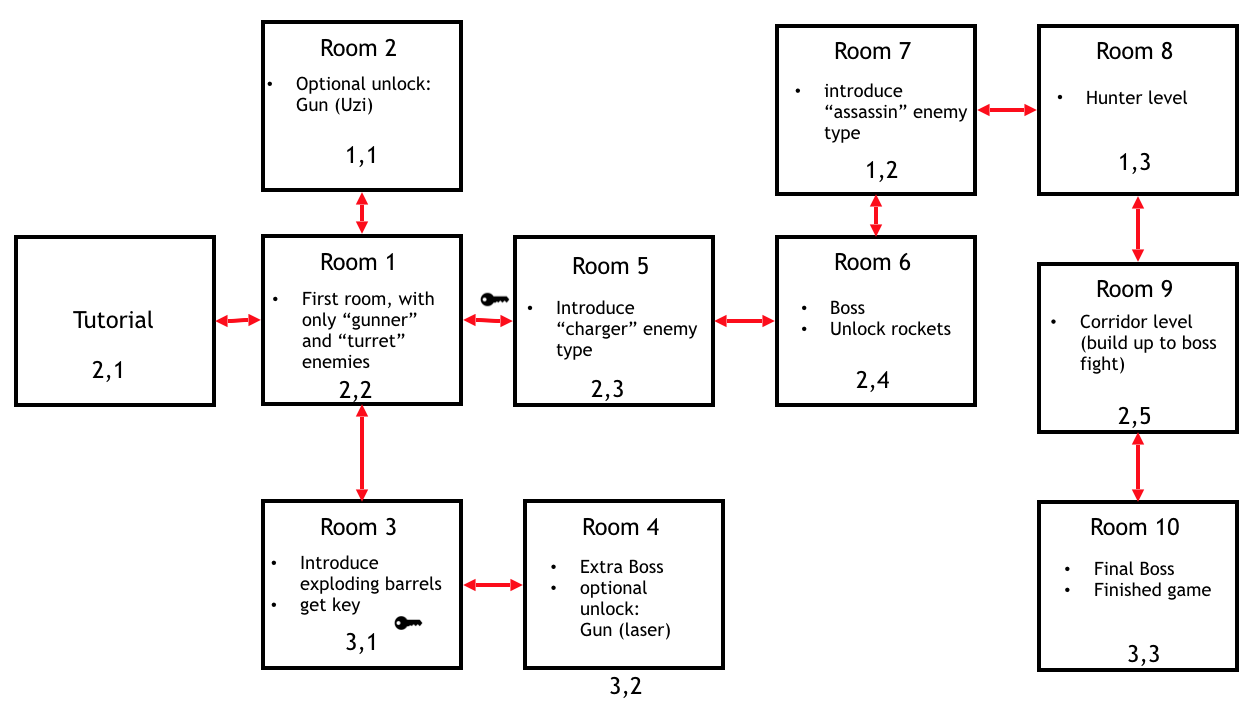 Room 2
• Optional unlock:
Gun (Uzi)
1,1
Room 7
• introduce
“assassin” enemy
type
1,2
Room 8
• Hunter level
1,3
Tutorial
2,1
Room 1
• First room, with
only “gunner”
and “turret”
enemies
2,2
Room 5
• Introduce
“charger” enemy
type
2,3
Room 6
• Boss
• Unlock rockets
2,4
Room 9
• Corridor level
(build up to boss
fight)
2,5
Room 3
• Introduce
exploding barrels
• get key
3,1
Room 4
• Extra Boss
• optional
unlock:
Gun (laser)
3,2
Room 10
• Final Boss
• Finished game
3,3